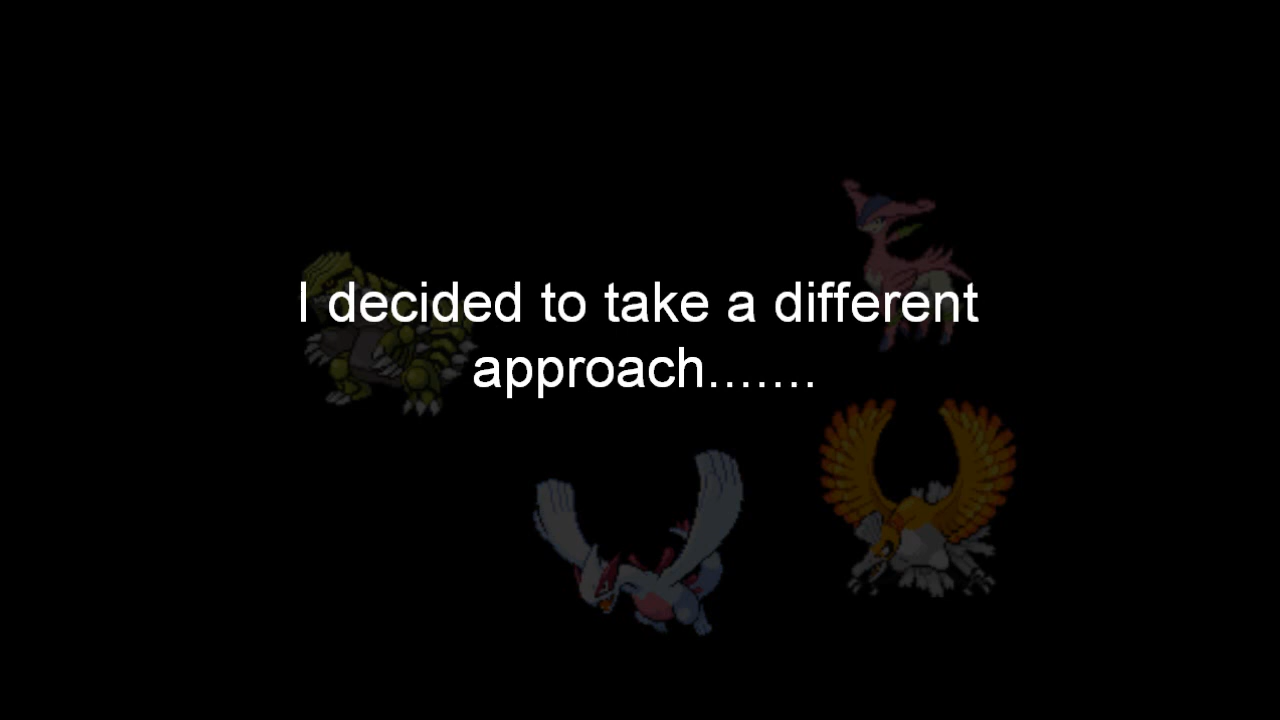 I decided to take a different
approach.......